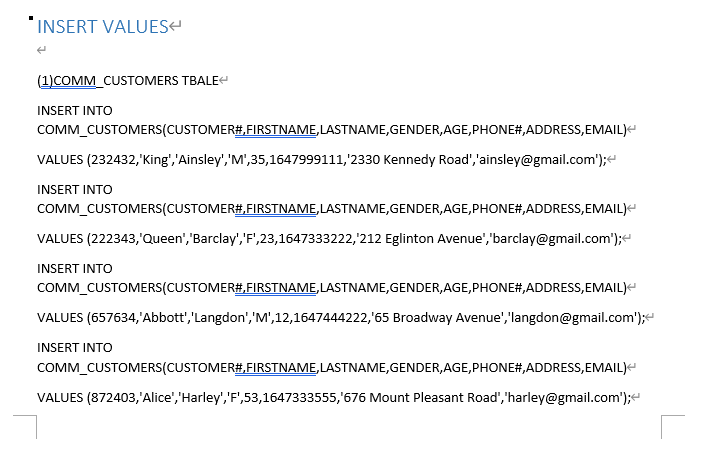 INSERT VALUES
(1)COMM_CUSTOMERS TBALE
INSERT INTO
COMM_CUSTOMERS(CUSTOMER#,FIRSTNAME,LASTNAME,GENDER,AGE,PHONE#,ADDRESS,EMAIL)
VALUES (232432,'King','Ainsley','M',35,1647999111,'2330 Kennedy Road','ainsley@gmail.com');
INSERT INTO
COMM_CUSTOMERS(CUSTOMER#,FIRSTNAME,LASTNAME,GENDER,AGE,PHONE#,ADDRESS,EMAIL)
VALUES (222343,'Queen','Barclay','F',23,1647333222,'212 Eglinton Avenue','barclay@gmail.com');
INSERT INTO
COMM_CUSTOMERS(CUSTOMER#,FIRSTNAME,LASTNAME,GENDER,AGE,PHONE#,ADDRESS,EMAIL)
VALUES (657634,'Abbott','Langdon','M',12,1647444222,'65 Broadway Avenue','langdon@gmail.com');
INSERT INTO
COMM_CUSTOMERS(CUSTOMER#,FIRSTNAME,LASTNAME,GENDER,AGE,PHONE#,ADDRESS,EMAIL)
VALUES (872403,'Alice','Harley','F',53,1647333555,'676 Mount Pleasant Road','harley@gmail.com');